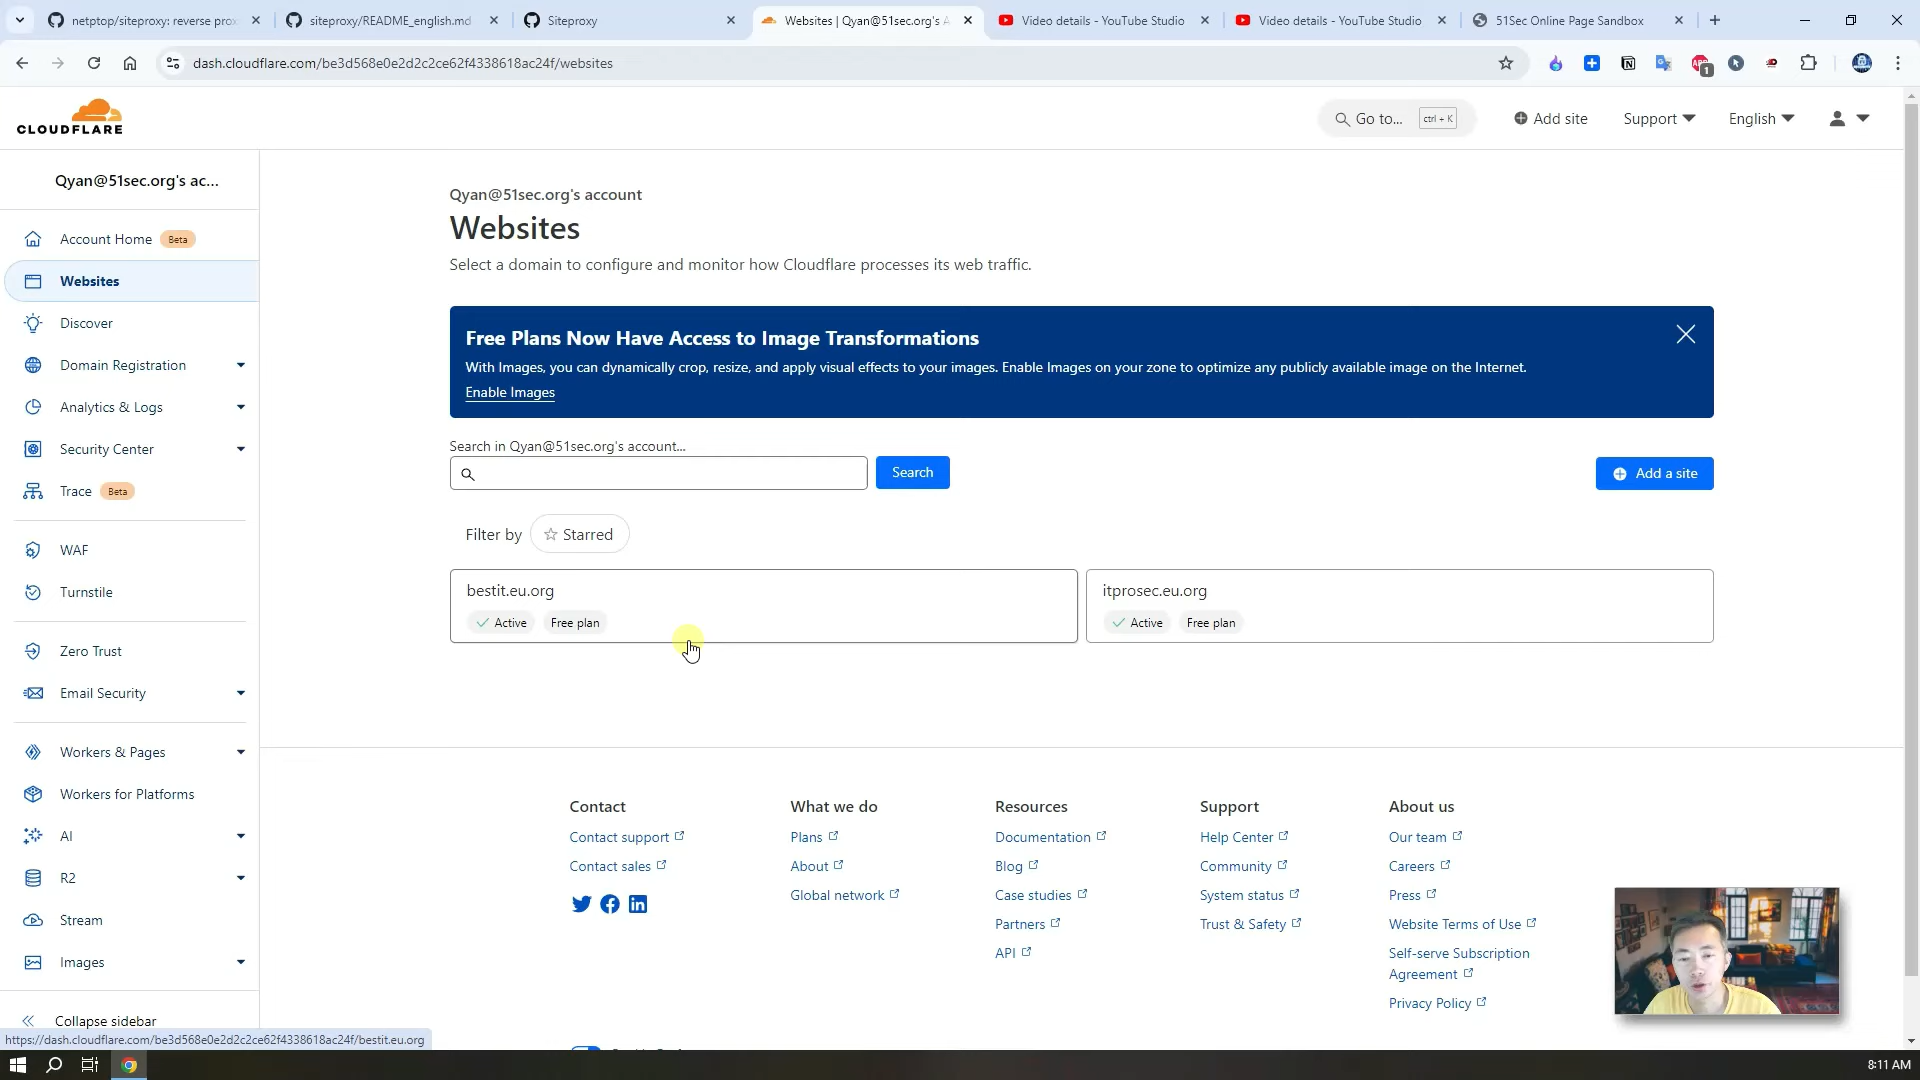 netptop/siteproxy: reverse prox
siteproxy/README_english.md
Siteproxy
Websites | Qyan@51sec.org's A
Video details - YouTube Studio
Video details - YouTube Studio
51Sec Online Page Sandbox
dash.cloudflare.com/be3d568e0e2d2c2ce62f4338618ac24f/websites
1
CLOUDFLARE
Go to... ctrl + K
Add site
Support
English
Qyan@51sec.org's ac...
Account Home Beta
Websites
Discover
Domain Registration
Analytics & Logs
Security Center
Trace Beta
WAF
Turnstile
Zero Trust
Email Security
Workers & Pages
Workers for Platforms
AI
R2
Stream
Images
Collapse sidebar
Qyan@51sec.org's account
Websites
Select a domain to configure and monitor how Cloudflare processes its web traffic.
Free Plans Now Have Access to Image Transformations
With Images, you can dynamically crop, resize, and apply visual effects to your images. Enable Images on your zone to optimize any publicly available image on the Internet.
Enable Images
Search in Qyan@51sec.org's account...
Search
Add a site
Filter by
Starred
bestit.eu.org
Active
Free plan
itprosec.eu.org
Active
Free plan
Contact
Contact support
Contact sales
What we do
Plans
About
Global network
Resources
Documentation
Blog
Case studies
Partners
API
Support
Help Center
Community
System status
Trust & Safety
About us
Our team
Careers
Press
Website Terms of Use
Self-serve Subscription
Agreement
Privacy Policy
https://dash.cloudflare.com/be3d568e0e2d2c2ce62f4338618ac24f/bestit.eu.org
8:11 AM